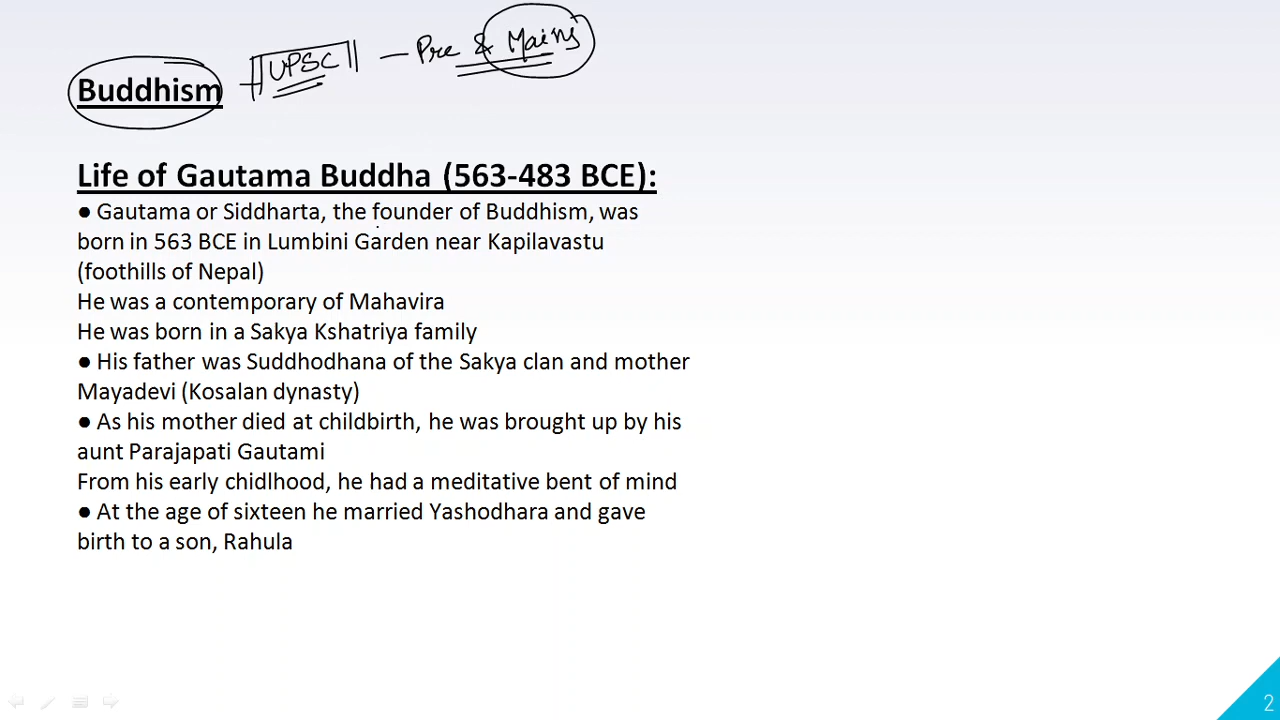 Buddhism UPSC — Pre & Mains
Life of Gautama Buddha (563-483 BCE):
● Gautama or Siddharta, the founder of Buddhism, was
born in 563 BCE in Lumbini Garden near Kapilavastu
(foothills of Nepal)
He was a contemporary of Mahavira
He was born in a Sakya Kshatriya family
● His father was Suddhodhana of the Sakya clan and mother
Mayadevi (Kosalan dynasty)
● As his mother died at childbirth, he was brought up by his
aunt Parajapati Gautami
From his early chidlhood, he had a meditative bent of mind
● At the age of sixteen he married Yashodhara and gave
birth to a son, Rahula
2